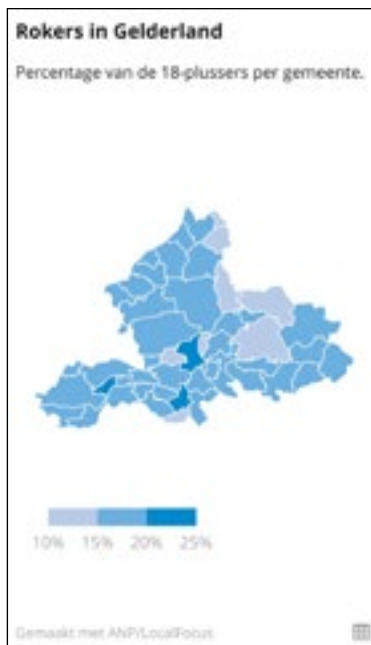 Rokers in Gelderland
Percentage van de 18-plussers per gemeente.
10% 15% 20% 25%
Gemaakt met ANP/LocalFocus